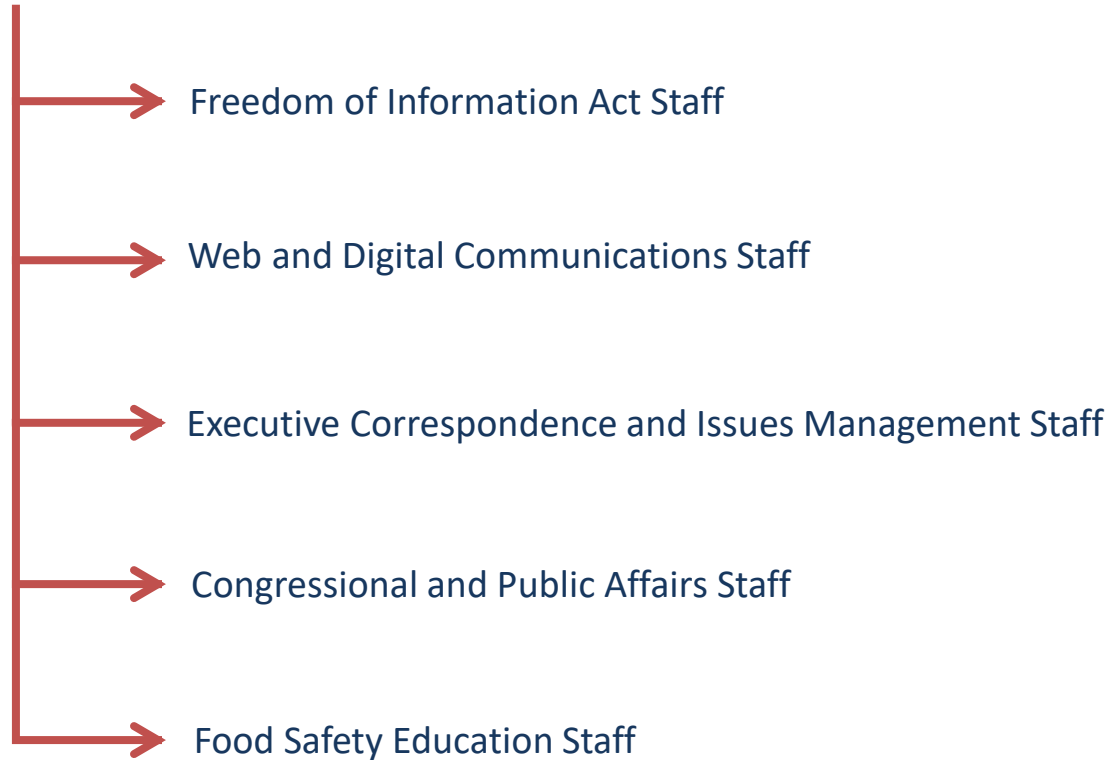 Freedom of Information Act Staff
Web and Digital Communications Staff
Executive Correspondence and Issues Management Staff
Congressional and Public Affairs Staff
Food Safety Education Staff